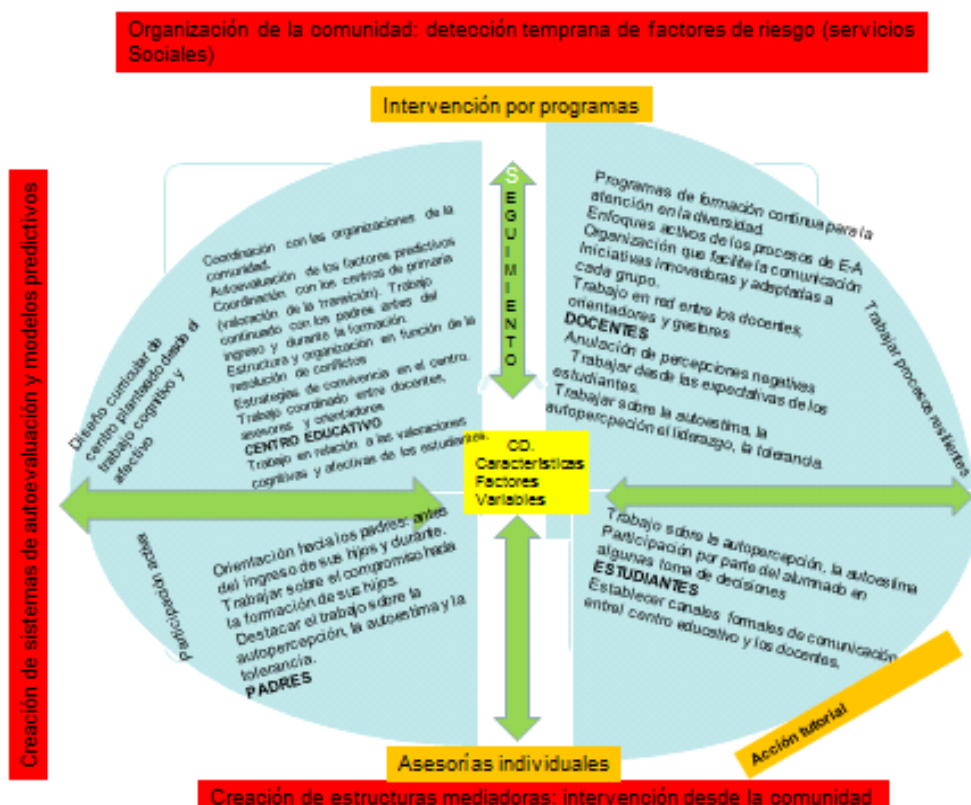 Organización de la comunidad: detección temprana de factores de riesgo (servicios
Sociales)
Intervención por programas
Creación de sistemas de autoevaluación y modelos predictivos
Diseño curricular de
centro planteado desde el
trabajo cognitivo y
afectivo
Coordinación con las organizaciones de la
comunidad.
Autoevaluación de los factores predictivos
Coordinación con los centros de primaria
(valoración de la transición). Trabajo
continuado con los padres antes del
ingreso y durante la formación.
Estructura y organización en función de la
resolución de conflictos
Estrategias de convivencia en el centro.
Trabajo coordinado entre docentes,
asesores y orientadores
CENTRO EDUCATIVO
Trabajo en relación a las valoraciones
cognitivas y afectivas de los estudiantes.
SEGUIMIENTO
Programas de formación continua para la
atención en la diversidad.
Enfoques activos de los procesos de E-A
Organización que facilite la comunicación
Iniciativas innovadoras y adaptadas a
cada grupo.
Trabajo en red entre los docentes,
orientadores y gestores
DOCENTES
Anulación de percepciones negativas
Trabajar desde las expectativas de los
estudiantes.
Trabajar sobre la autoestima, la
autopercepción el liderazgo, la tolerancia.
Trabajar procesos resilientes
CD.
Características
Factores
Variables
Participación activa
Orientación hacia los padres: antes
del ingreso de sus hijos y durante.
Trabajar sobre el compromiso hacia
la formación de sus hijos.
Destacar el trabajo sobre la
autopercepción, la autoestima y la
tolerancia.
PADRES
Trabajo sobre la autopercepción, la autoestima
Participación por parte del alumnado en
algunas toma de decisiones
ESTUDIANTES
Establecer canales formales de comunicación
entrel centro educativo y los docentes.
Acción tutorial
Asesorías individuales
Creación de estructuras mediadoras: intervención desde la comunidad